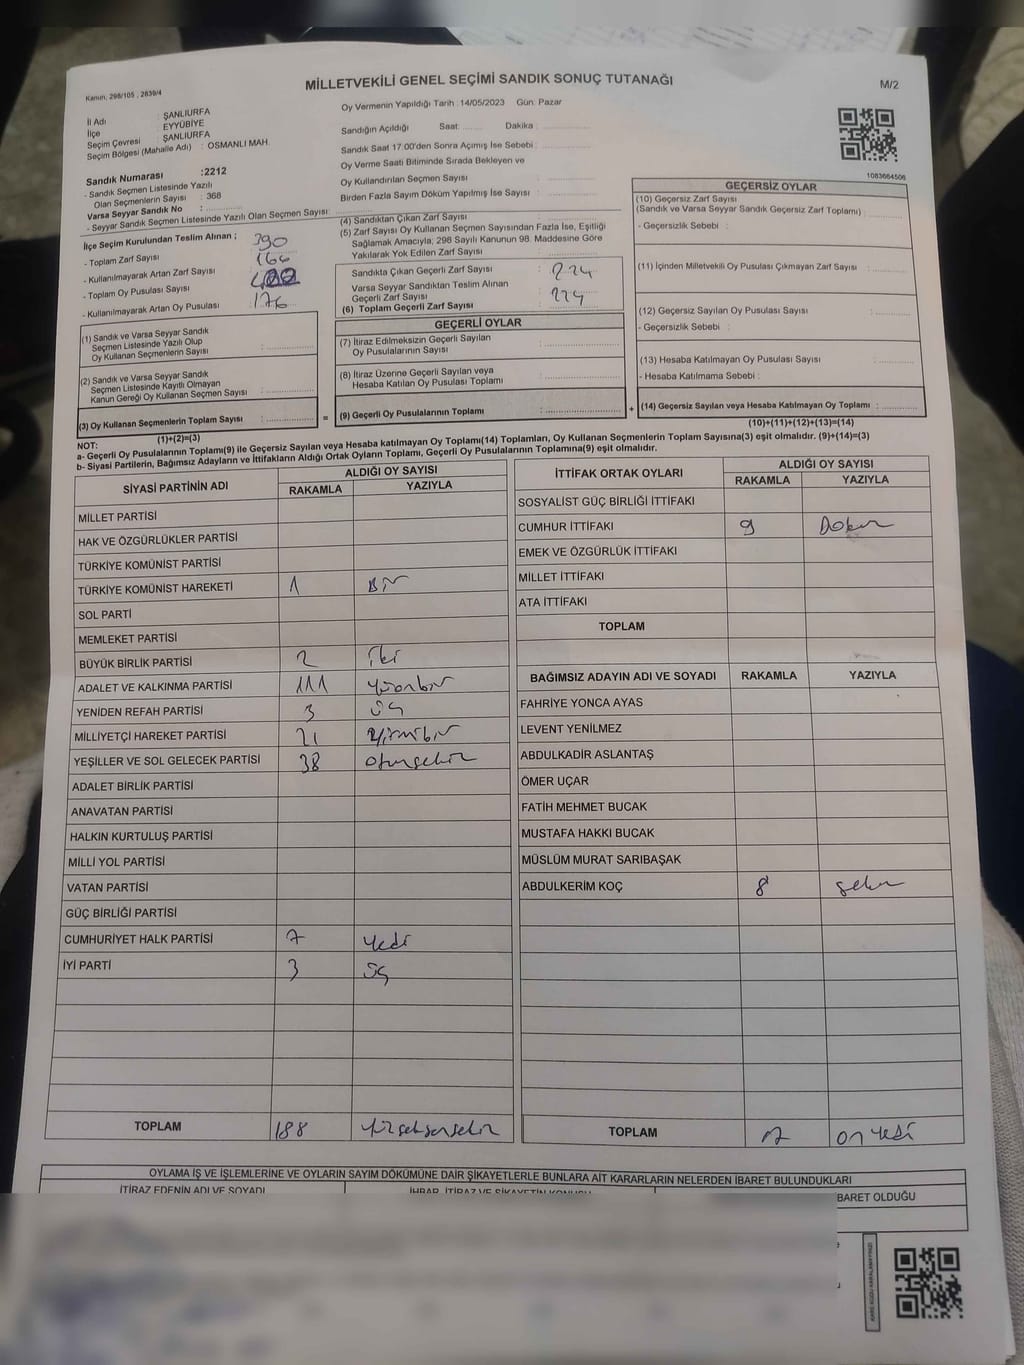 Kanun, 298/105 , 2839/4
MİLLETVEKİLİ GENEL SEÇİMİ SANDIK SONUÇ TUTANAĞI
M/2
İl Adı : ŞANLIURFA
İlçe EYYÜBİYE
Seçim Çevresi : ŞANLIURFA
Seçim Bölgesi (Mahalle Adı) : OSMANLI MAH.
Sandık Numarası :2212
- Sandık Seçmen Listesinde Yazılı
Olan Seçmenlerin Sayısı : 368
Varsa Seyyar Sandık No :
- Seyyar Sandık Seçmen Listesinde Yazılı Olan Seçmen Sayısı:
Oy Vermenin Yapıldığı Tarih :14/05/2023 Gün: Pazar
Sandığın Açıldığı Saat: Dakika :
Sandık Saat 17:00'den Sonra Açımış İse Sebebi :
Oy Verme Saati Bitiminde Sırada Bekleyen ve
Oy Kullandırılan Seçmen Sayısı :
Birden Fazla Sayım Döküm Yapılmış İse Sayısı :
1083664506
İlçe Seçim Kurulundan Teslim Alınan ;
- Toplam Zarf Sayısı 390
- Kullanılmayarak Artan Zarf Sayısı 166
- Toplam Oy Pusulası Sayısı
- Kullanılmayarak Artan Oy Pusulası 176
(1) Sandık ve Varsa Seyyar Sandık
Seçmen Listesinde Yazılı Olup
Oy Kullanan Seçmenlerin Sayısı :
(2) Sandık ve Varsa Seyyar Sandık
Seçmen Listesinde Kayıtlı Olmayan
Kanun Gereği Oy Kullanan Seçmen Sayısı :
(3) Oy Kullanan Seçmenlerin Toplam Sayısı :
(1)+(2)=(3)
=
(4) Sandıktan Çıkan Zarf Sayısı :
(5) Zarf Sayısı Oy Kullanan Seçmen Sayısından Fazla İse, Eşitliği
Sağlamak Amacıyla, 298 Sayılı Kanunun 98. Maddesine Göre
Yakılarak Yok Edilen Zarf Sayısı :
Sandıkta Çıkan Geçerli Zarf Sayısı : 224
Varsa Seyyar Sandıktan Teslim Alınan
Geçerli Zarf Sayısı :
(6) Toplam Geçerli Zarf Sayısı : 224
GEÇERLİ OYLAR
(7) İtiraz Edilmeksizin Geçerli Sayılan
Oy Pusulalarının Sayısı :
(8) İtiraz Üzerine Geçerli Sayılan veya
Hesaba Katılan Oy Pusulası Toplamı :
(9) Geçerli Oy Pusulalarının Toplamı :
+
GEÇERSİZ OYLAR
(10) Geçersiz Zarf Sayısı
(Sandık ve Varsa Seyyar Sandık Geçersiz Zarf Toplamı) :
- Geçersizlik Sebebi :
(11) İçinden Milletvekili Oy Pusulası Çıkmayan Zarf Sayısı :
(12) Geçersiz Sayılan Oy Pusulası Sayısı :
- Geçersizlik Sebebi :
(13) Hesaba Katılmayan Oy Pusulası Sayısı :
- Hesaba Katılmama Sebebi :
(14) Geçersiz Sayılan veya Hesaba Katılmayan Oy Toplamı :
(10)+(11)+(12)+(13)=(14)
NOT:
a- Geçerli Oy Pusulalarının Toplamı(9) ile Geçersiz Sayılan veya Hesaba katılmayan Oy Toplamı(14) Toplamları, Oy Kullanan Seçmenlerin Toplam Sayısına(3) eşit olmalıdır. (9)+(14)=(3)
b- Siyasi Partilerin, Bağımsız Adayların ve İttifakların Aldığı Ortak Oyların Toplamı, Geçerli Oy Pusulalarının Toplamına(9) eşit olmalıdır.
SİYASİ PARTİNİN ADI ALDIĞI OY SAYISI
RAKAMLA YAZIYLA
MİLLET PARTİSİ
HAK VE ÖZGÜRLÜKLER PARTİSİ
TÜRKİYE KOMÜNİST PARTİSİ
TÜRKİYE KOMÜNİST HAREKETİ 1 Bir
SOL PARTİ
MEMLEKET PARTİSİ
BÜYÜK BİRLİK PARTİSİ 2 iki
ADALET VE KALKINMA PARTİSİ 111 yüzonbir
YENİDEN REFAH PARTİSİ 3 üç
MİLLİYETÇİ HAREKET PARTİSİ 21 yirmibir
YEŞİLLER VE SOL GELECEK PARTİSİ 38 otuzsekiz
ADALET BİRLİK PARTİSİ
ANAVATAN PARTİSİ
HALKIN KURTULUŞ PARTİSİ
MİLLİ YOL PARTİSİ
VATAN PARTİSİ
GÜÇ BİRLİĞİ PARTİSİ
CUMHURİYET HALK PARTİSİ 7 yedi
İYİ PARTİ 3 üç
TOPLAM 188 yüzseksensekiz
İTTİFAK ORTAK OYLARI ALDIĞI OY SAYISI
RAKAMLA YAZIYLA
SOSYALİST GÜÇ BİRLİĞİ İTTİFAKI
CUMHUR İTTİFAKI 9 Dokuz
EMEK VE ÖZGÜRLÜK İTTİFAKI
MİLLET İTTİFAKI
ATA İTTİFAKI
TOPLAM
BAĞIMSIZ ADAYIN ADI VE SOYADI RAKAMLA YAZIYLA
FAHRİYE YONCA AYAS
LEVENT YENİLMEZ
ABDULKADİR ASLANTAŞ
ÖMER UÇAR
FATİH MEHMET BUCAK
MUSTAFA HAKKI BUCAK
MÜSLÜM MURAT SARIBAŞAK
ABDULKERİM KOÇ 8 sekiz
TOPLAM 17 on yedi
OYLAMA İŞ VE İŞLEMLERİNE VE OYLARIN SAYIM DÖKÜMÜNE DAİR ŞİKAYETLERLE BUNLARA AİT KARARLARIN NELERDEN İBARET BULUNDUKLARI
İTİRAZ EDENİN ADI VE SOYADI İHBAR, İTİRAZ VE ŞİKAYETİN KONUSU BARET OLDUĞU